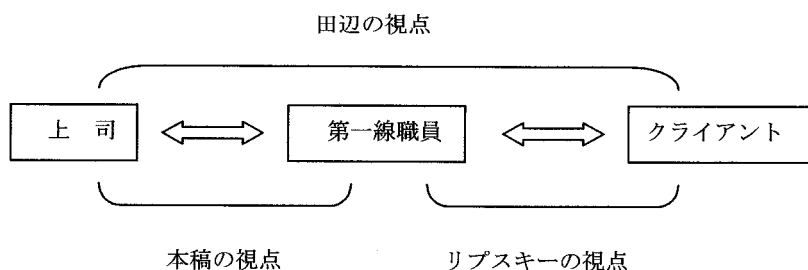 田辺の視点
上 司
第一線職員
クライアント
本稿の視点
リプスキーの視点